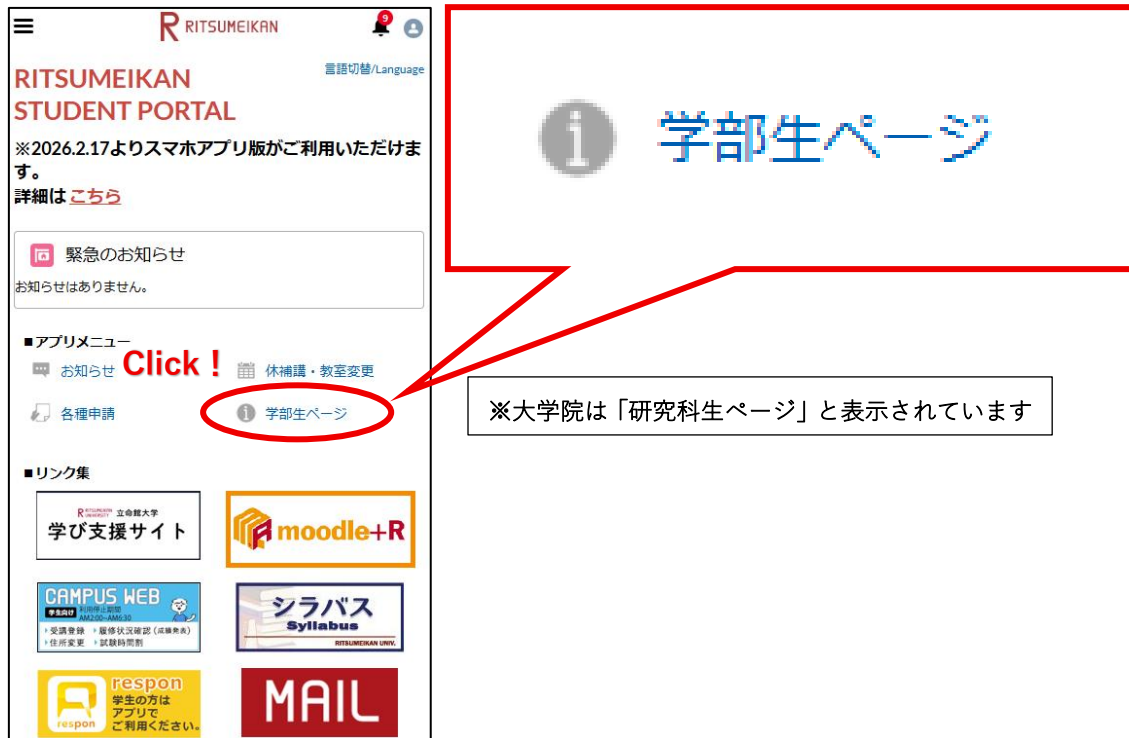 RITSUMEIKAN
9
RITSUMEIKAN
STUDENT PORTAL
言語切替/Language
※2026.2.17よりスマホアプリ版がご利用いただけま
す。
詳細は こちら
緊急のお知らせ
お知らせはありません。
■アプリメニュー
お知らせ
Click！
休補講・教室変更
各種申請
学部生ページ
学部生ページ
※大学院は「研究科生ページ」と表示されています
■リンク集
R RITSUMEIKAN UNIVERSITY 立命館大学
学び支援サイト
moodle+R
CAMPUS WEB
学生向け 利用停止期間
AM2:00~AM6:30
受講登録 履修状況確認（成績発表）
住所変更 試験時間割
シラバス
Syllabus
RITSUMEIKAN UNIV.
respon
respon
学生の方は
アプリで
ご利用ください。
MAIL